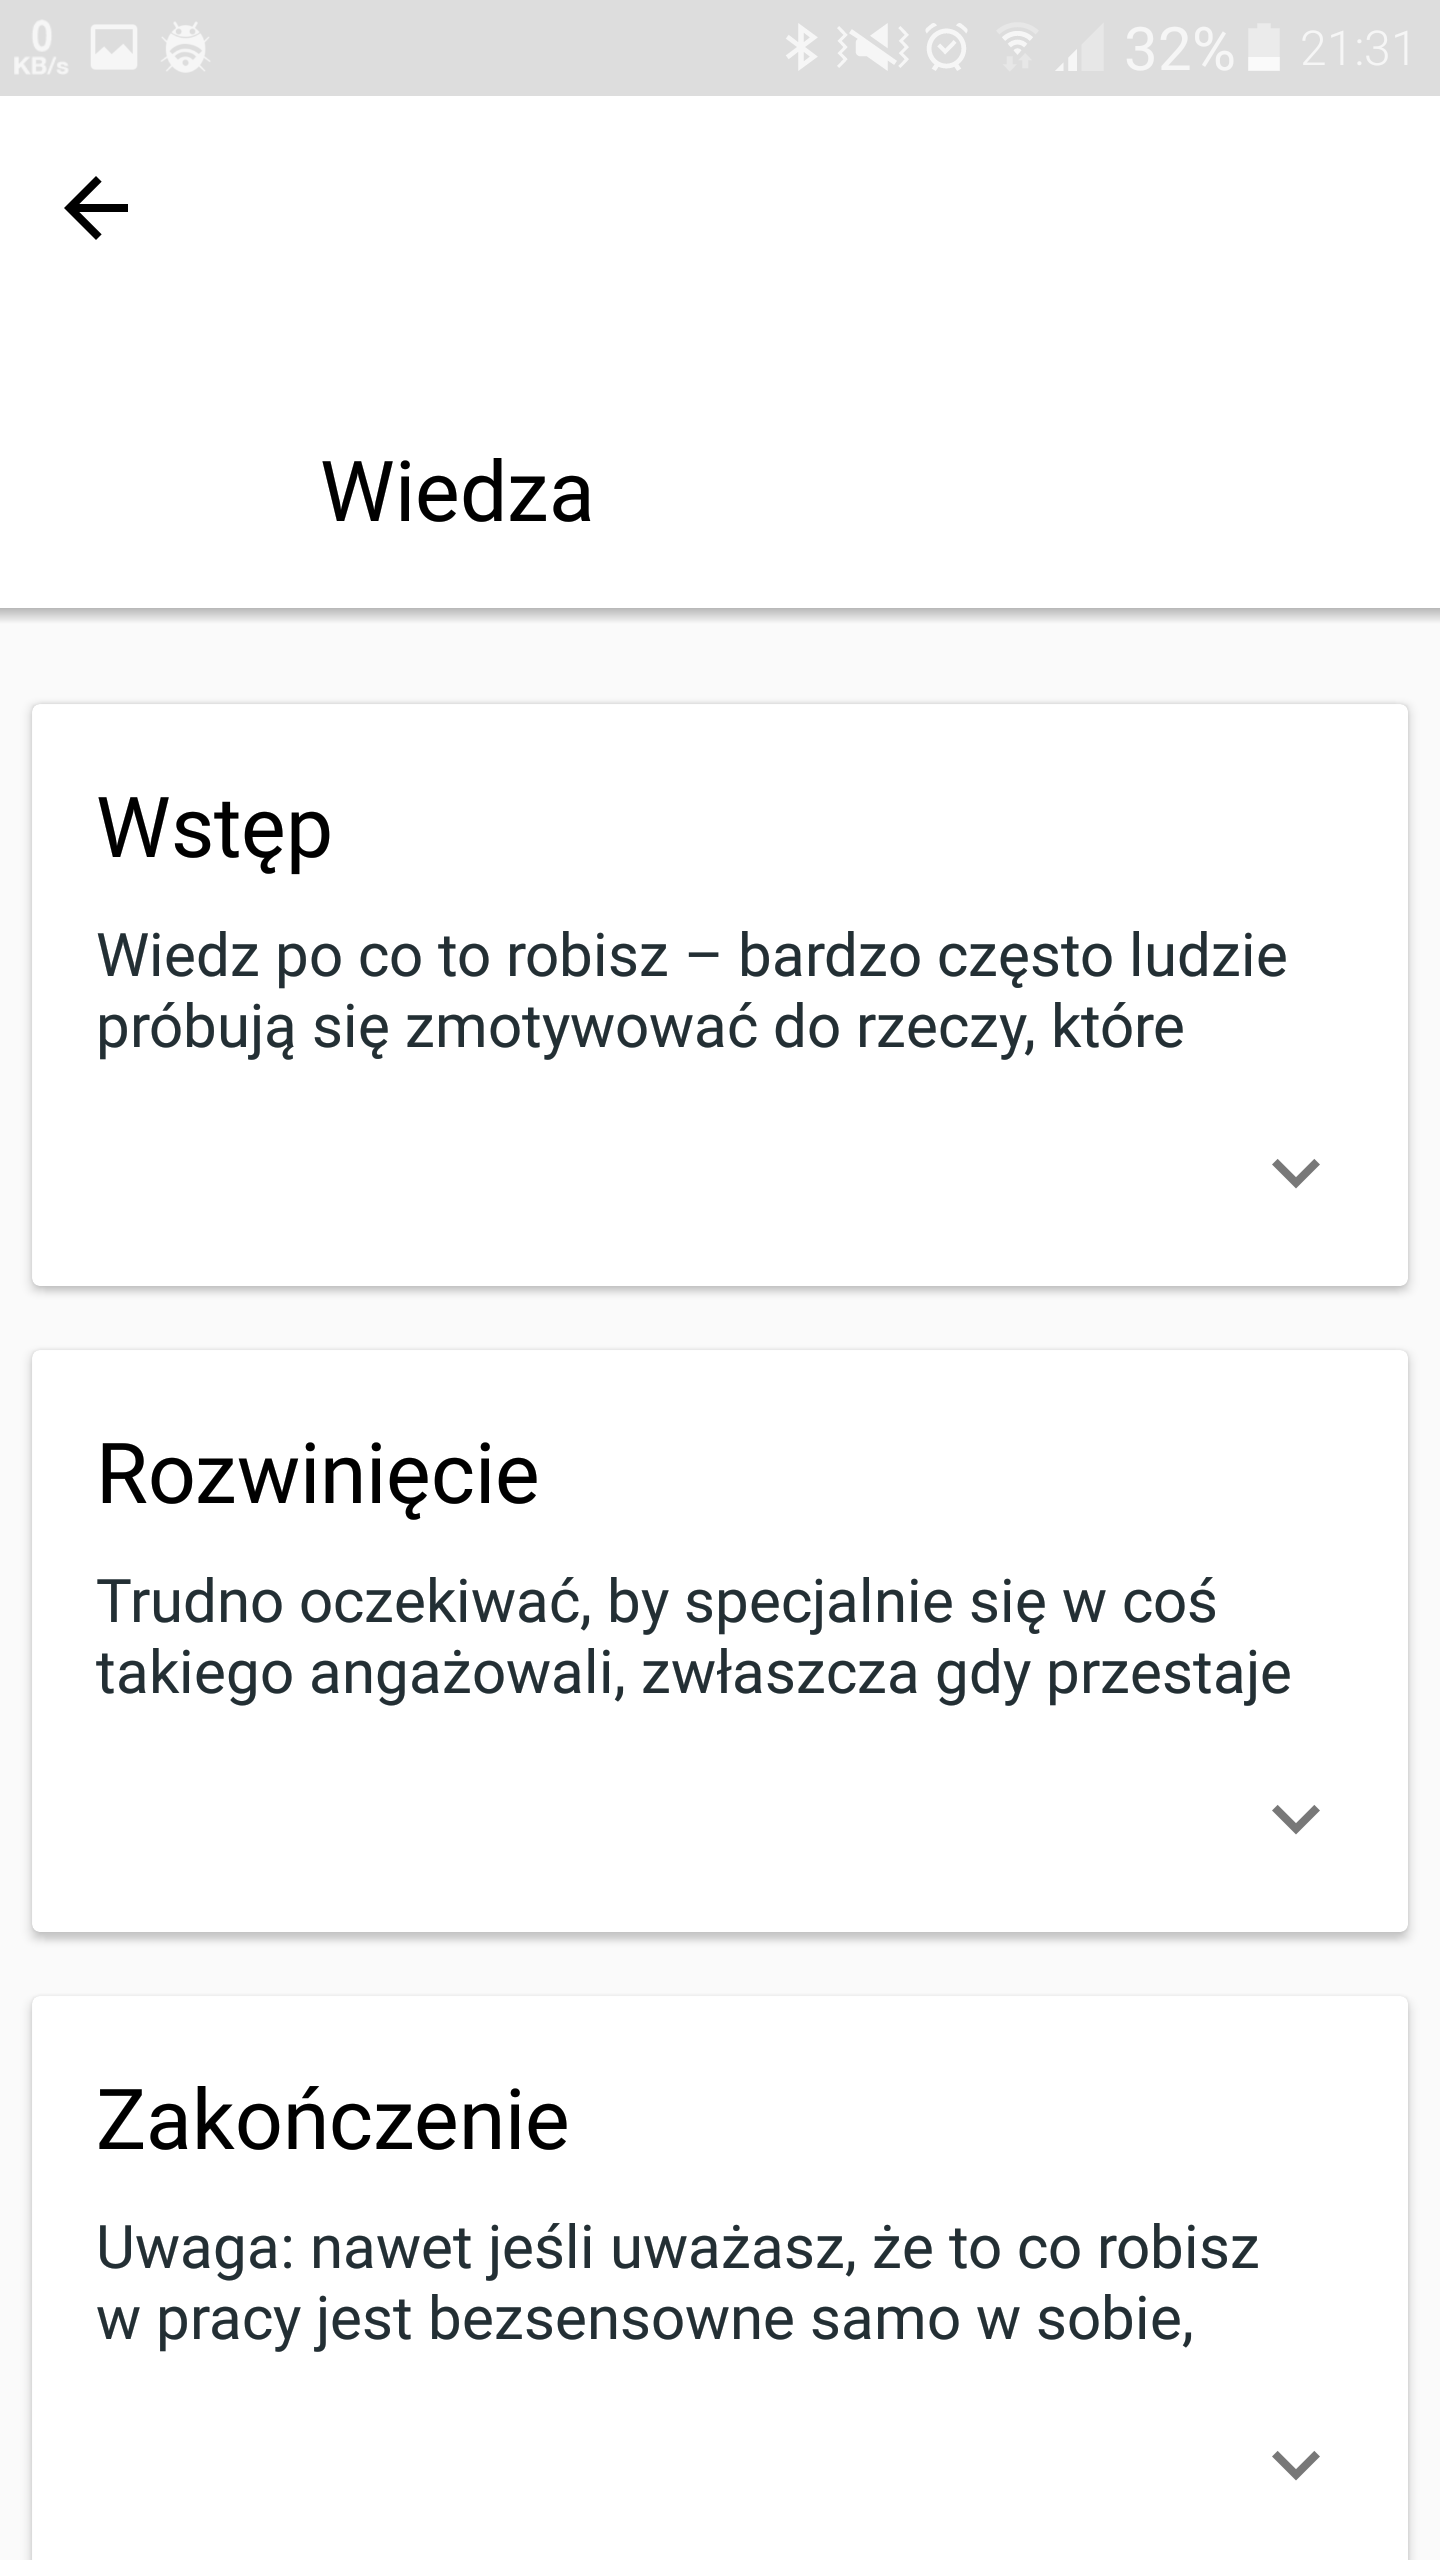 0
KB/s
32%
21:31
Wiedza
Wstęp
Wiedz po co to robisz – bardzo często ludzie
próbują się zmotywować do rzeczy, które
Rozwinięcie
Trudno oczekiwać, by specjalnie się w coś
takiego angażowali, zwłaszcza gdy przestaje
Zakończenie
Uwaga: nawet jeśli uważasz, że to co robisz
w pracy jest bezsensowne samo w sobie,